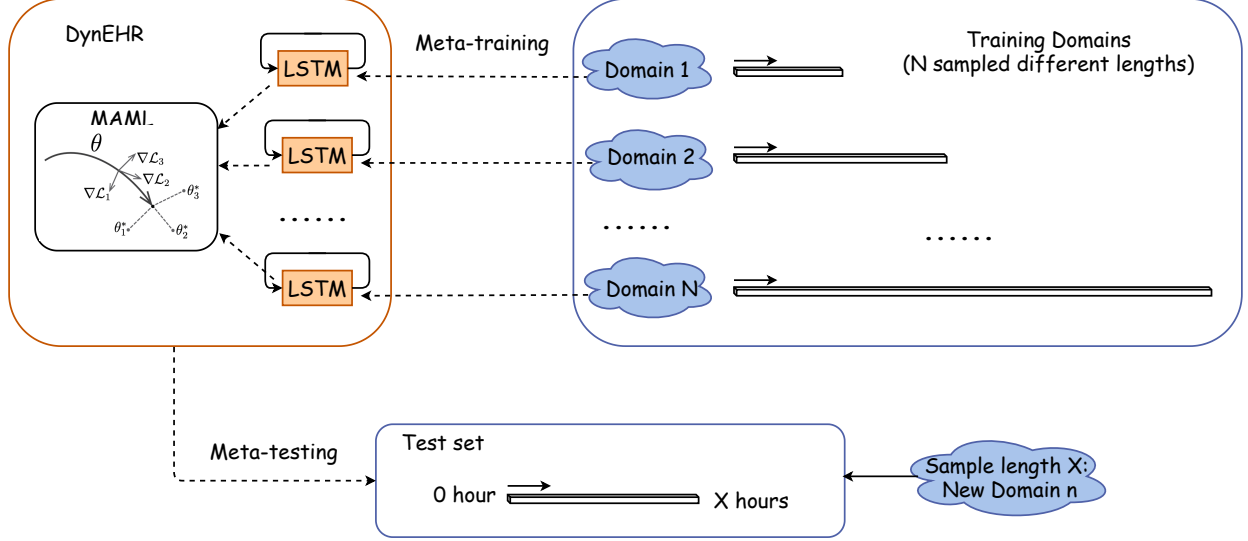 DynEHR
Meta-training
Training Domains
(N sampled different lengths)
LSTM
Domain 1
θ
∇ℒ₃
∇ℒ₂
∇ℒ₁
θ₃*
θ₁*
θ₂*
LSTM
Domain 2
......
......
......
LSTM
Domain N
Meta-testing
Test set
0 hour
X hours
Sample length X:
New Domain n